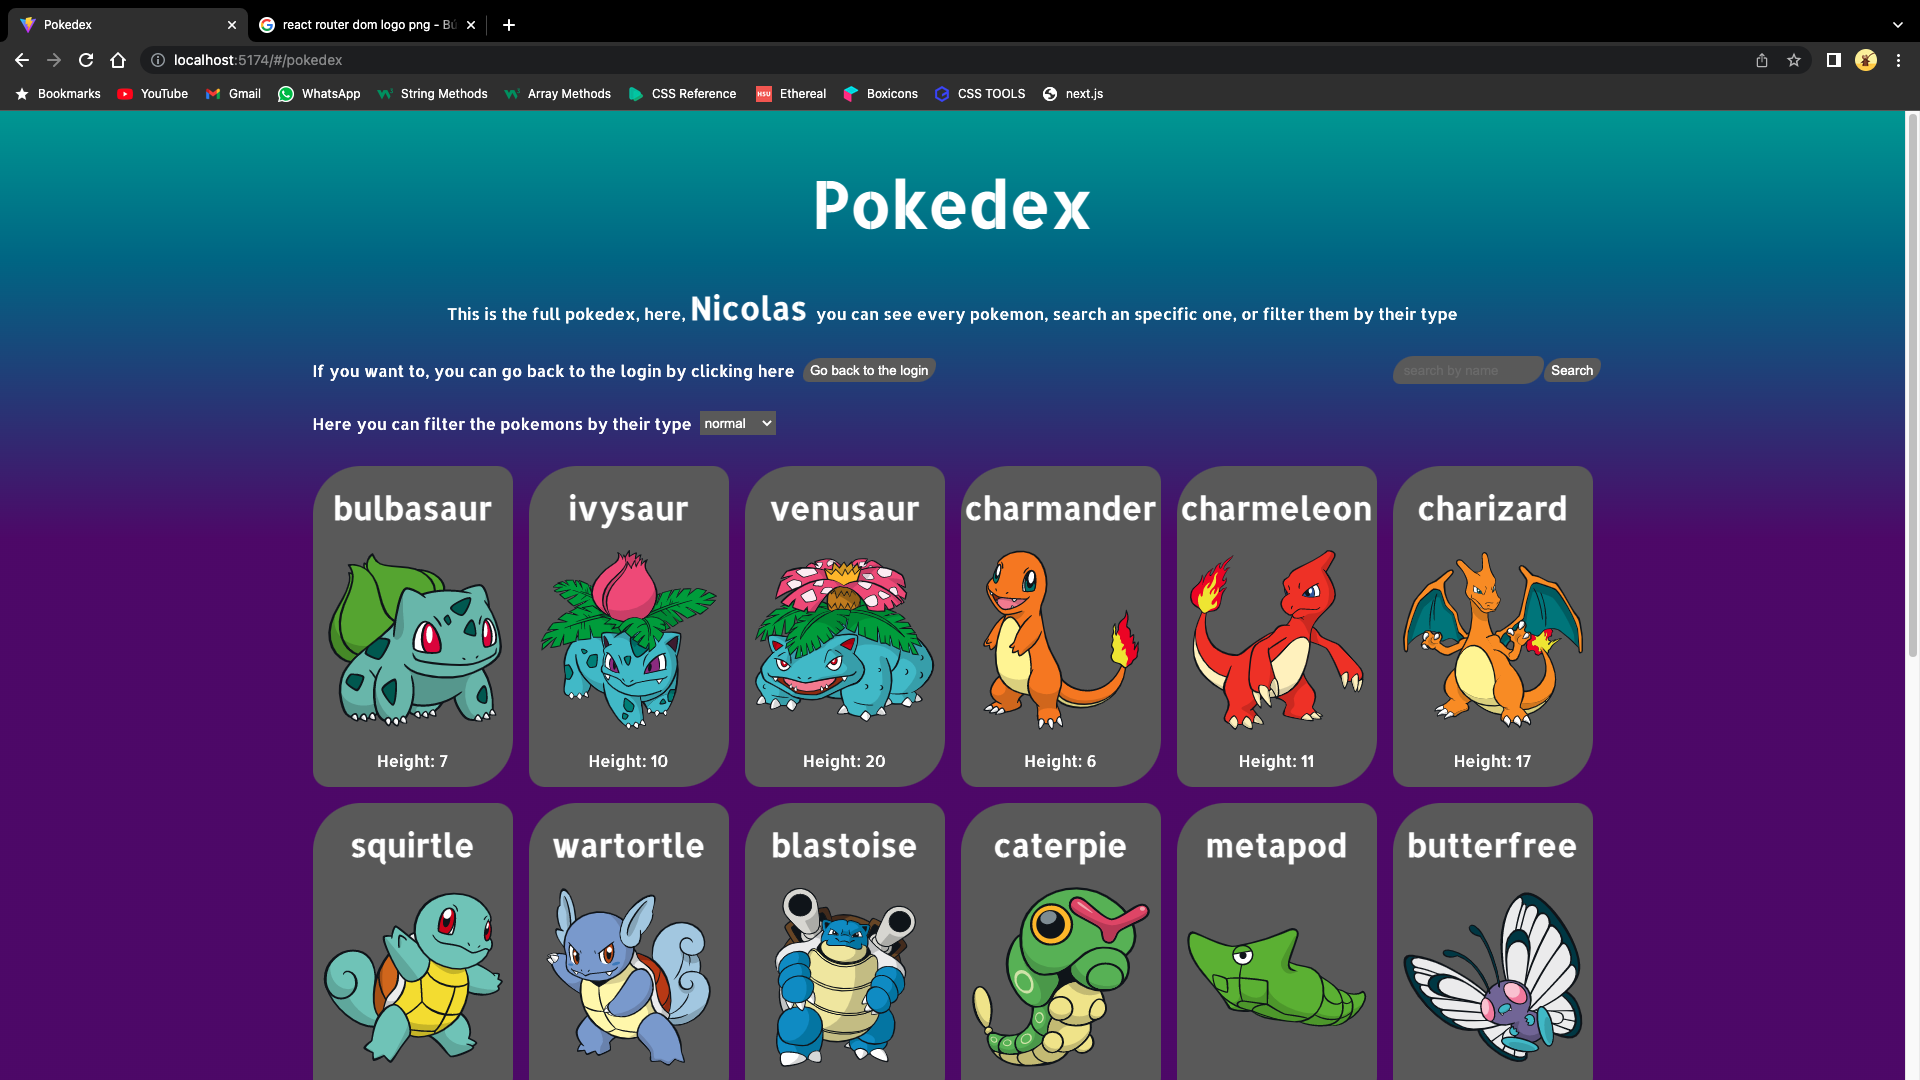 Pokedex
react router dom logo png - Bú
localhost:5174/#/pokedex
Bookmarks YouTube Gmail WhatsApp String Methods Array Methods CSS Reference HSU Ethereal Boxicons CSS TOOLS next.js
Pokedex
This is the full pokedex, here, Nicolas you can see every pokemon, search an specific one, or filter them by their type
If you want to, you can go back to the login by clicking here Go back to the login search by name Search
Here you can filter the pokemons by their type normal
bulbasaur ivysaur venusaur charmander charmeleon charizard
Height: 7 Height: 10 Height: 20 Height: 6 Height: 11 Height: 17
squirtle wartortle blastoise caterpie metapod butterfree